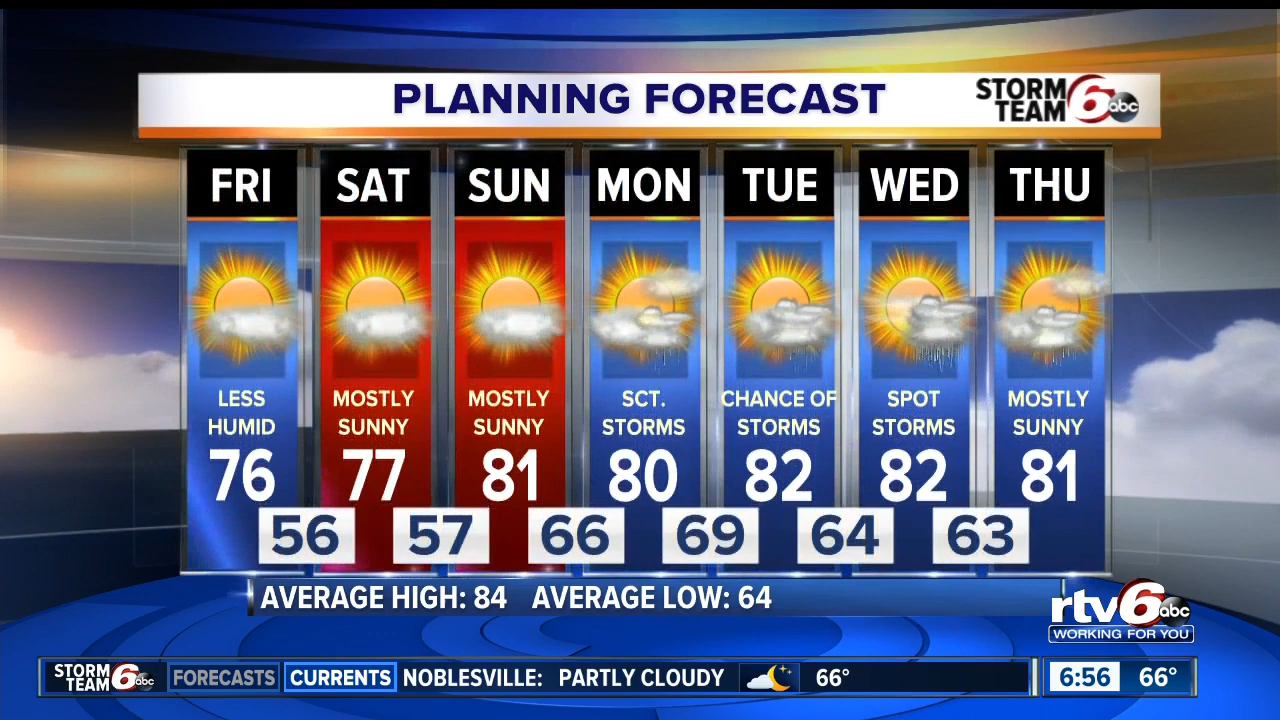 PLANNING FORECAST
STORM
TEAM 6 abc
FRI SAT SUN MON TUE WED THU
LESS
HUMID
76
MOSTLY
SUNNY
77
MOSTLY
SUNNY
81
SCT.
STORMS
80
CHANCE OF
STORMS
82
SPOT
STORMS
82
MOSTLY
SUNNY
81
56 57 66 69 64 63
AVERAGE HIGH: 84 AVERAGE LOW: 64
rtv6 abc
WORKING FOR YOU
STORM
TEAM 6 abc
FORECASTS CURRENTS NOBLESVILLE: PARTLY CLOUDY 66° 6:56 66°